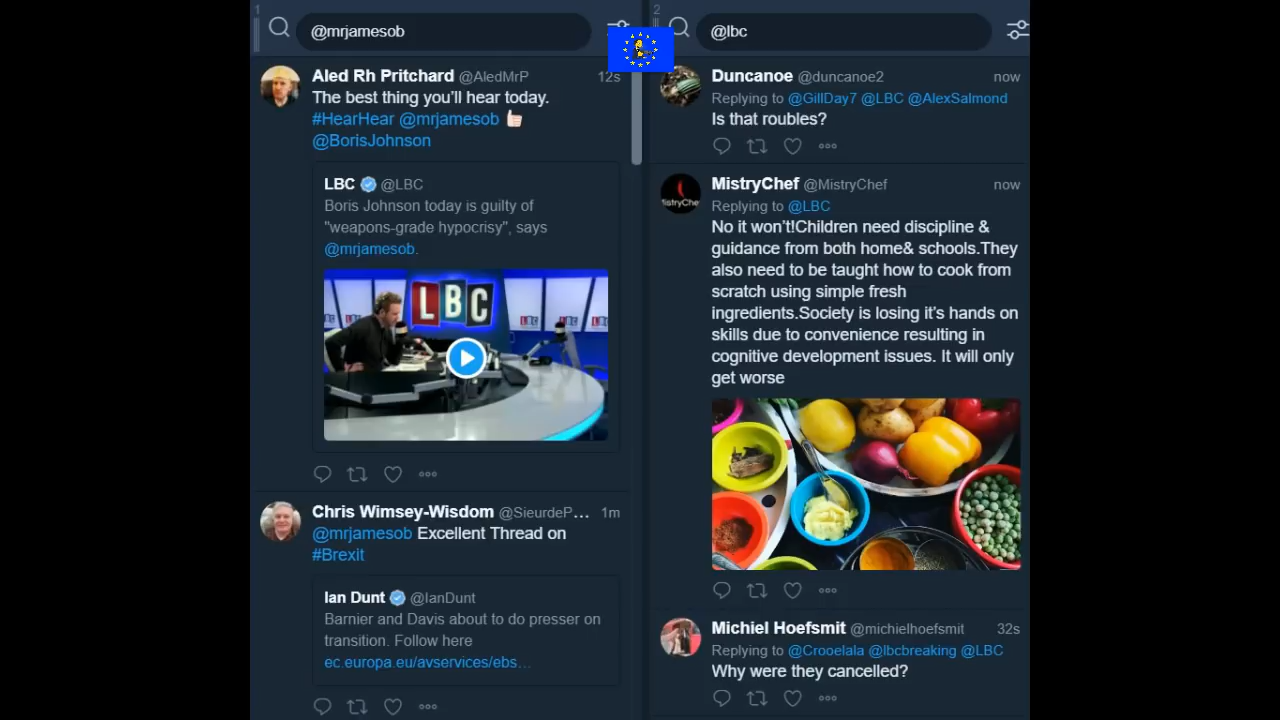 1
@mrjamesob
Aled Rh Pritchard @AledMrP 12s
The best thing you'll hear today.
#HearHear @mrjamesob 👍🏻
@BorisJohnson
LBC @LBC
Boris Johnson today is guilty of
"weapons-grade hypocrisy", says
@mrjamesob.
LBC
Chris Wimsey-Wisdom @SieurdeP... 1m
@mrjamesob Excellent Thread on
#Brexit
Ian Dunt @IanDunt
Barnier and Davis about to do presser on
transition. Follow here
ec.europa.eu/avservices/ebs...
2
@lbc
Duncanoe @duncanoe2 now
Replying to @GillDay7 @LBC @AlexSalmond
Is that roubles?
MistryChef @MistryChef now
Replying to @LBC
No it won't!Children need discipline &
guidance from both home& schools.They
also need to be taught how to cook from
scratch using simple fresh
ingredients.Society is losing it's hands on
skills due to convenience resulting in
cognitive development issues. It will only
get worse
Michiel Hoefsmit @michielhoefsmit 32s
Replying to @Crooelala @lbcbreaking @LBC
Why were they cancelled?